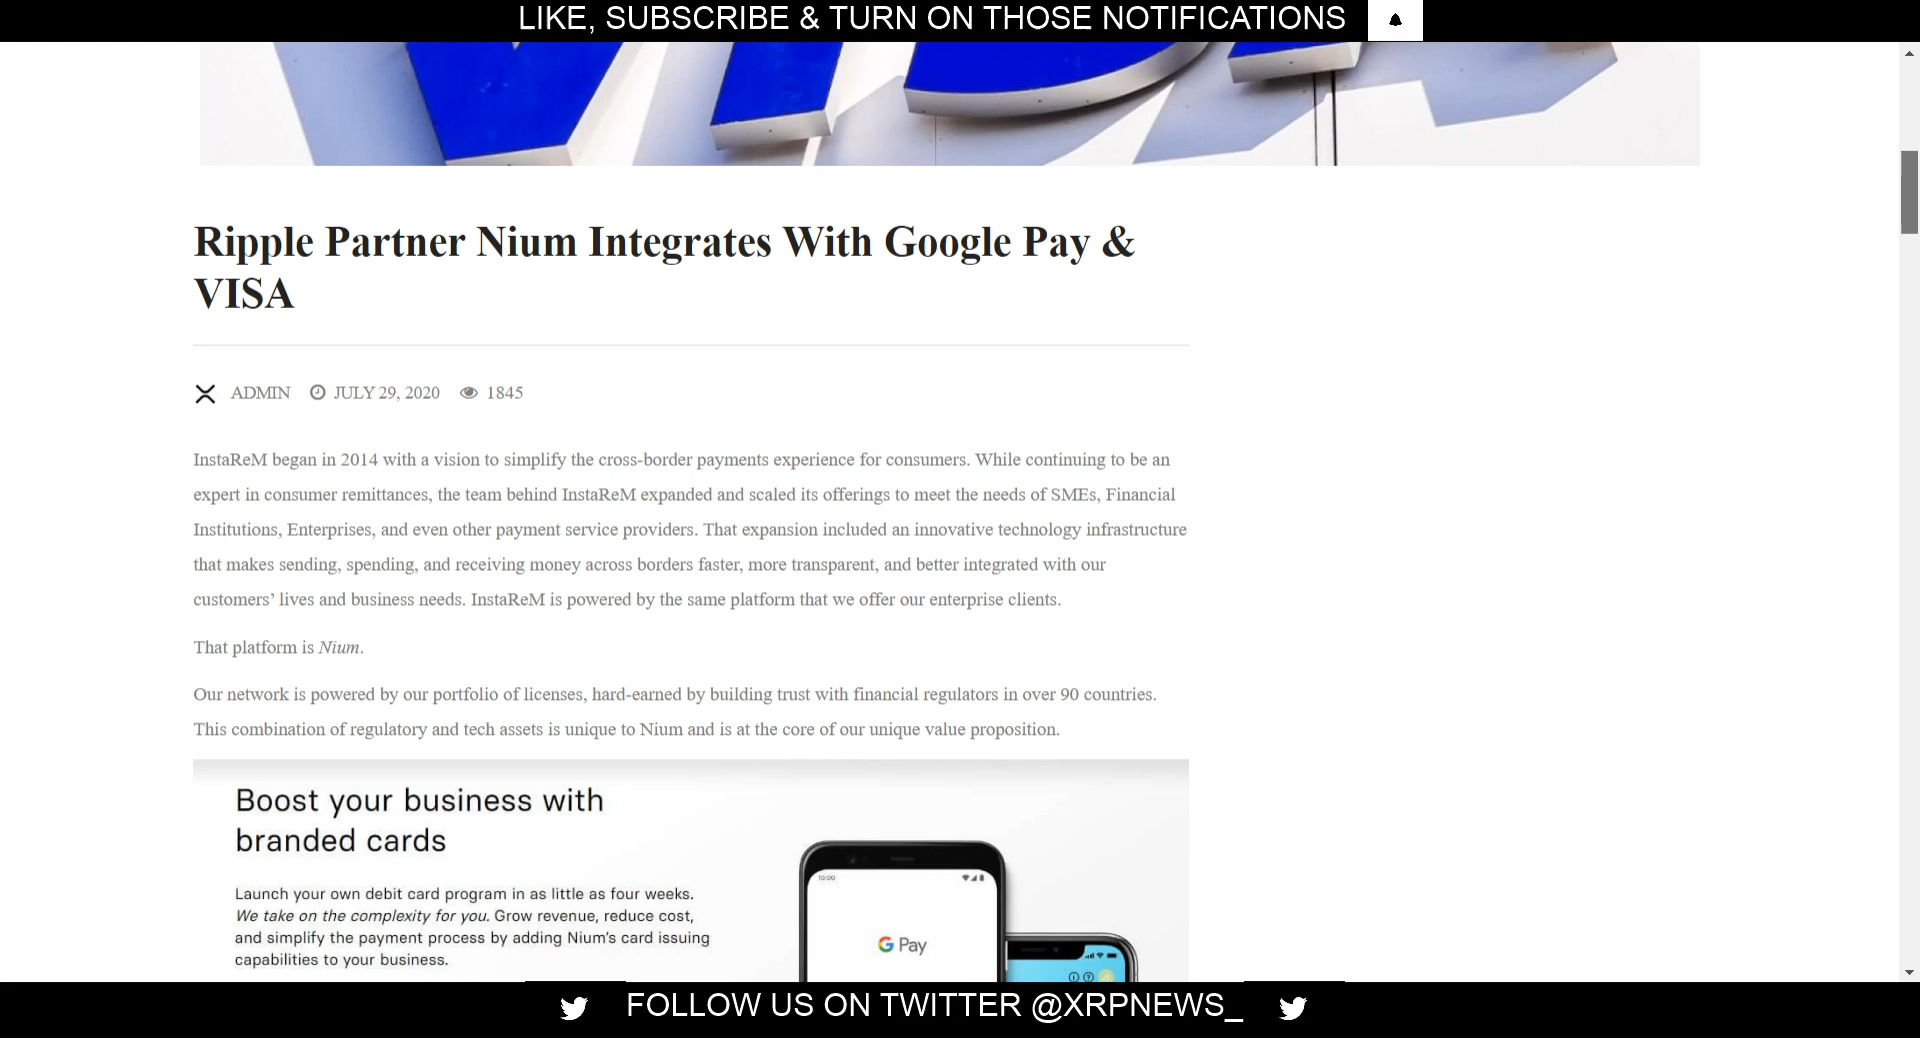 LIKE, SUBSCRIBE & TURN ON THOSE NOTIFICATIONS
Ripple Partner Nium Integrates With Google Pay &
VISA
ADMIN JULY 29, 2020 1845
InstaReM began in 2014 with a vision to simplify the cross-border payments experience for consumers. While continuing to be an
expert in consumer remittances, the team behind InstaReM expanded and scaled its offerings to meet the needs of SMEs, Financial
Institutions, Enterprises, and even other payment service providers. That expansion included an innovative technology infrastructure
that makes sending, spending, and receiving money across borders faster, more transparent, and better integrated with our
customers’ lives and business needs. InstaReM is powered by the same platform that we offer our enterprise clients.
That platform is Nium.
Our network is powered by our portfolio of licenses, hard-earned by building trust with financial regulators in over 90 countries.
This combination of regulatory and tech assets is unique to Nium and is at the core of our unique value proposition.
Boost your business with
branded cards
Launch your own debit card program in as little as four weeks.
We take on the complexity for you. Grow revenue, reduce cost,
and simplify the payment process by adding Nium’s card issuing
capabilities to your business.
10:00
G Pay
FOLLOW US ON TWITTER @XRPNEWS_